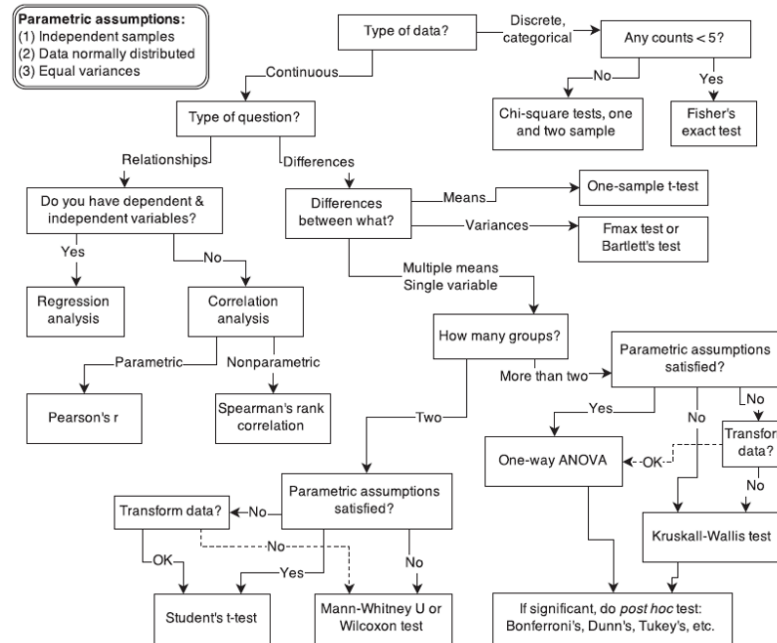 Parametric assumptions:
(1) Independent samples
(2) Data normally distributed
(3) Equal variances
Type of data?
Discrete,
categorical
Any counts < 5?
Continuous
No
Yes
Type of question?
Chi-square tests, one
and two sample
Fisher's
exact test
Relationships
Differences
Do you have dependent &
independent variables?
Differences
between what?
Means
One-sample t-test
Variances
Fmax test or
Bartlett's test
Yes
No
Multiple means
Single variable
Regression
analysis
Correlation
analysis
How many groups?
Parametric assumptions
satisfied?
Parametric
Nonparametric
More than two
Pearson's r
Spearman's rank
correlation
Two
Yes
No
No
Transform
data?
One-way ANOVA
OK
No
Parametric assumptions
satisfied?
Transform data?
No
Kruskall-Wallis test
OK
No
Yes
No
Student's t-test
Mann-Whitney U or
Wilcoxon test
If significant, do post hoc test:
Bonferroni's, Dunn's, Tukey's, etc.